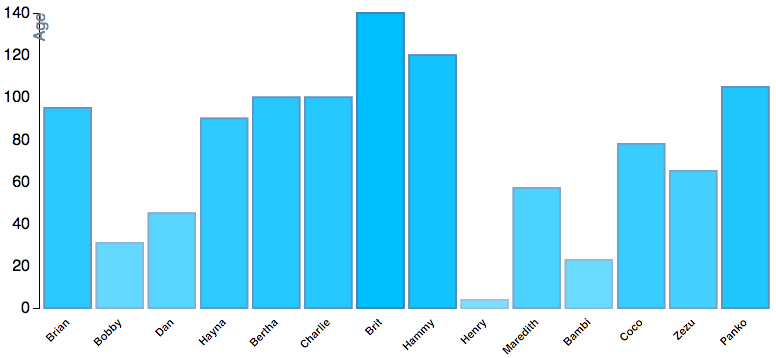 Age
140
120
100
80
60
40
20
0
Brian
Bobby
Dan
Hayna
Bertha
Charlie
Brit
Hammy
Henry
Maredith
Bambi
Coco
Zezu
Panko